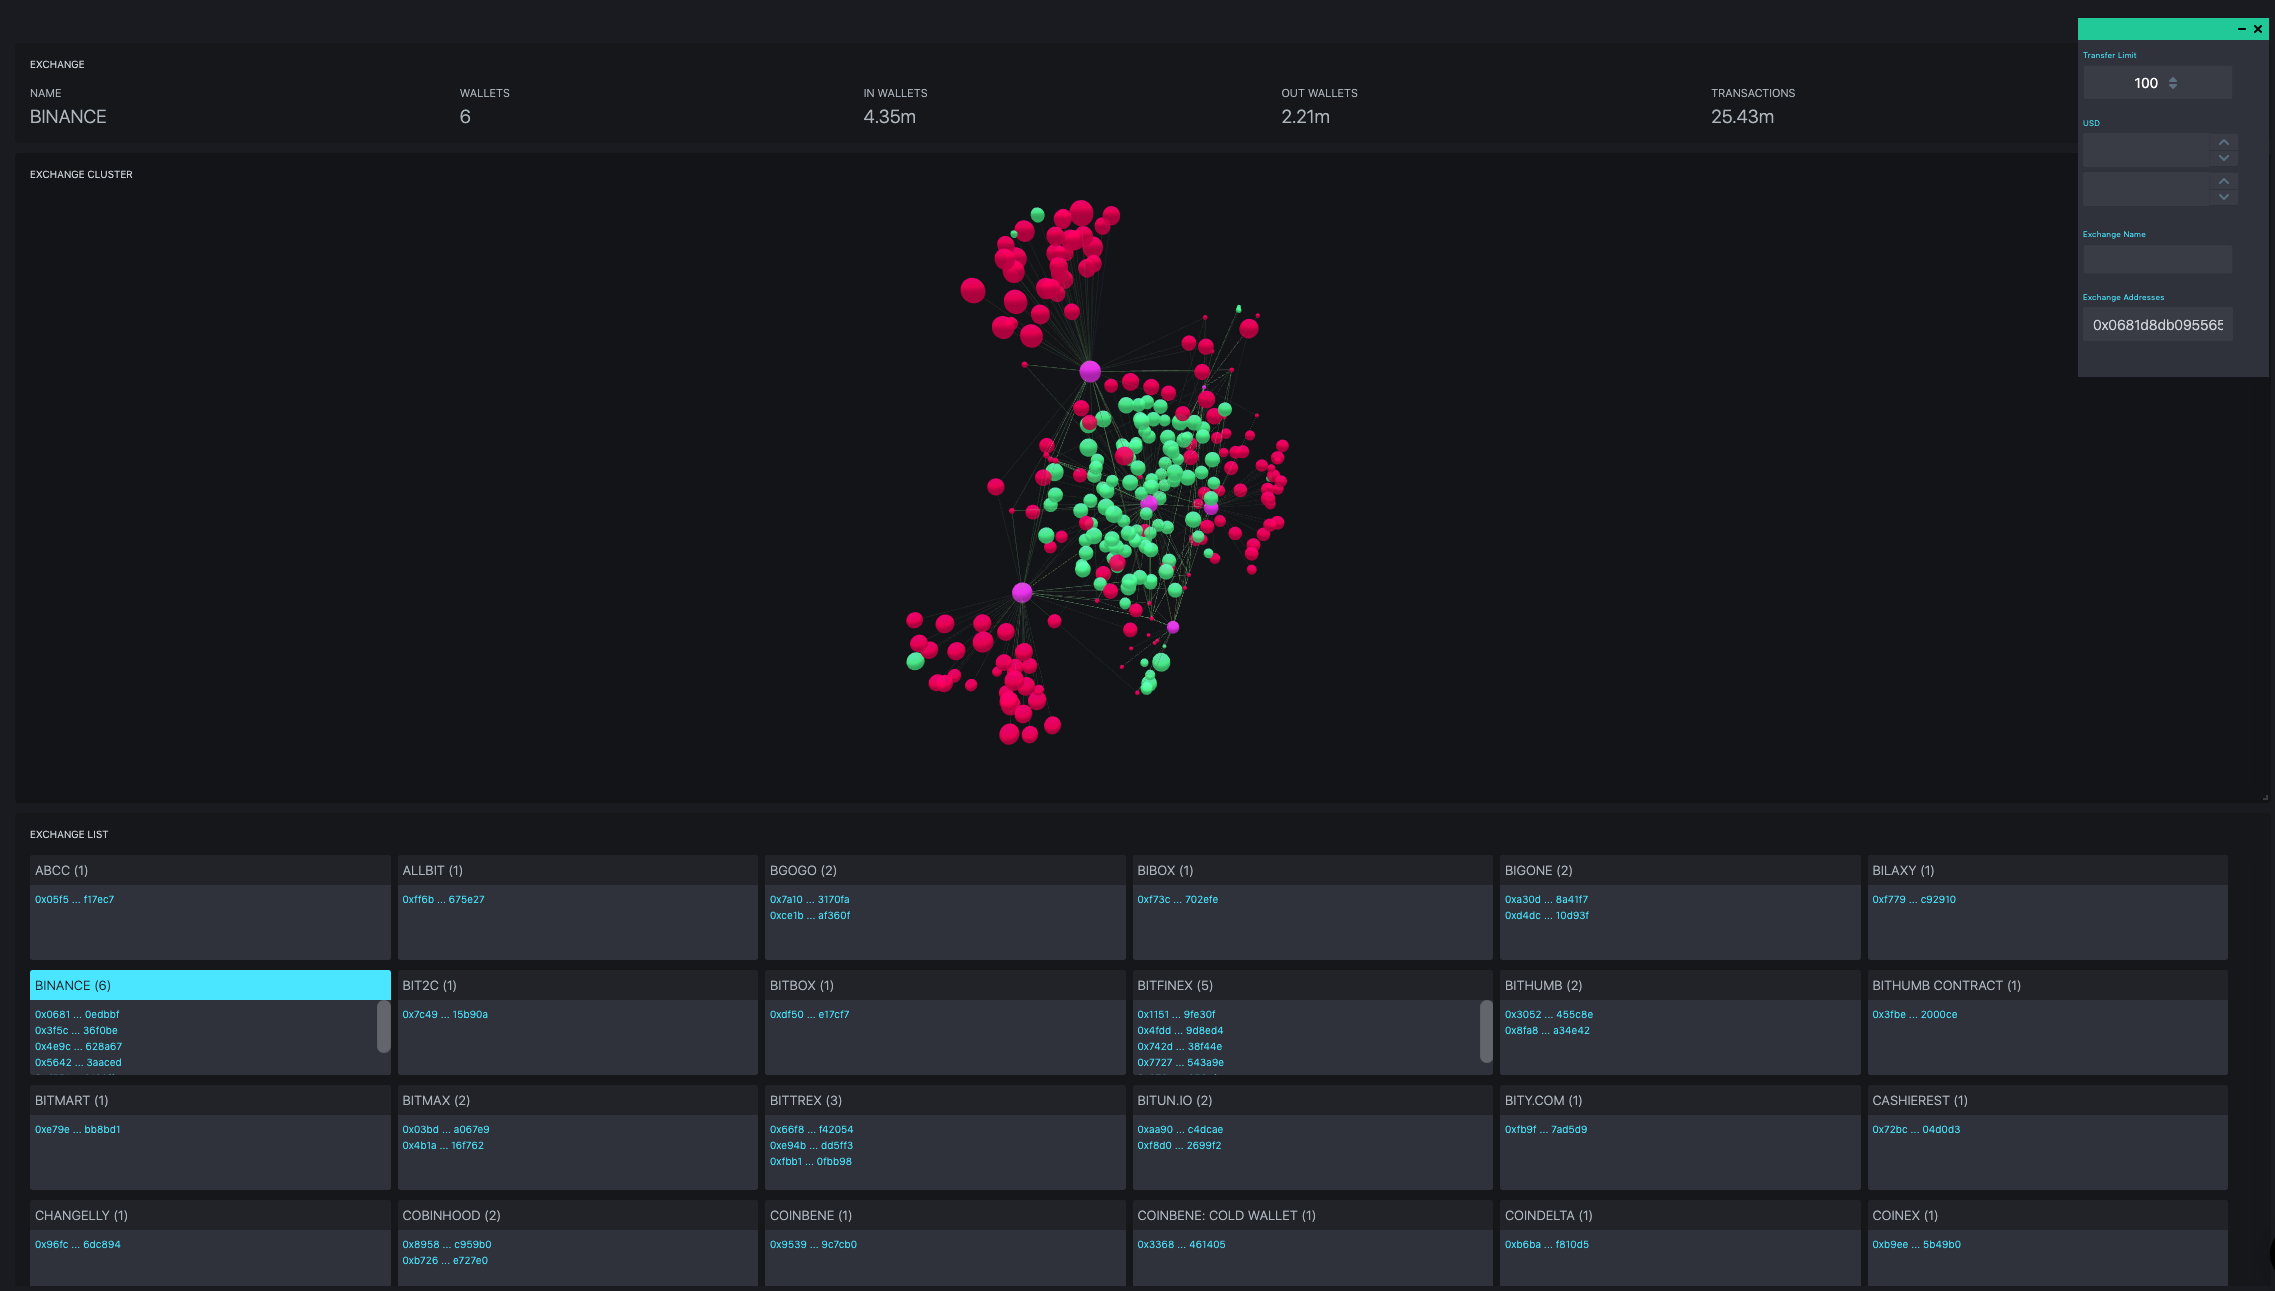 EXCHANGE
NAME
BINANCE
WALLETS
6
IN WALLETS
4.35m
OUT WALLETS
2.21m
TRANSACTIONS
25.43m
Transfer Limit
100
USD
Exchange Name
Exchange Addresses
0x0681d8db095565
EXCHANGE CLUSTER
EXCHANGE LIST
ABCC (1)
0x05f5 ... f17ec7
ALLBIT (1)
0xff6b ... 675e27
BGOGO (2)
0x7a10 ... 3170fa
0xce1b ... af360f
BIBOX (1)
0xf73c ... 702efe
BIGONE (2)
0xa30d ... 8a41f7
0xd4dc ... 10d93f
BILAXY (1)
0xf779 ... c92910
BINANCE (6)
0x0681 ... 0edbbf
0x3f5c ... 36f0be
0x4e9c ... 628a67
0x5642 ... 3aaced
BIT2C (1)
0x7c49 ... 15b90a
BITBOX (1)
0xdf50 ... e17cf7
BITFINEX (5)
0x1151 ... 9fe30f
0x4fdd ... 9d8ed4
0x742d ... 38f44e
0x7727 ... 543a9e
BITHUMB (2)
0x3052 ... 455c8e
0x8fa8 ... a34e42
BITHUMB CONTRACT (1)
0x3fbe ... 2000ce
BITMART (1)
0xe79e ... bb8bd1
BITMAX (2)
0x03bd ... a067e9
0x4b1a ... 16f762
BITTREX (3)
0x66f8 ... f42054
0xe94b ... dd5ff3
0xfbb1 ... 0fbb98
BITUN.IO (2)
0xaa90 ... c4dcae
0xf8d0 ... 2699f2
BITY.COM (1)
0xfb9f ... 7ad5d9
CASHIEREST (1)
0x72bc ... 04d0d3
CHANGELLY (1)
0x96fc ... 6dc894
COBINHOOD (2)
0x8958 ... c959b0
0xb726 ... e727e0
COINBENE (1)
0x9539 ... 9c7cb0
COINBENE: COLD WALLET (1)
0x3368 ... 461405
COINDELTA (1)
0xb6ba ... f810d5
COINEX (1)
0xb9ee ... 5b49b0